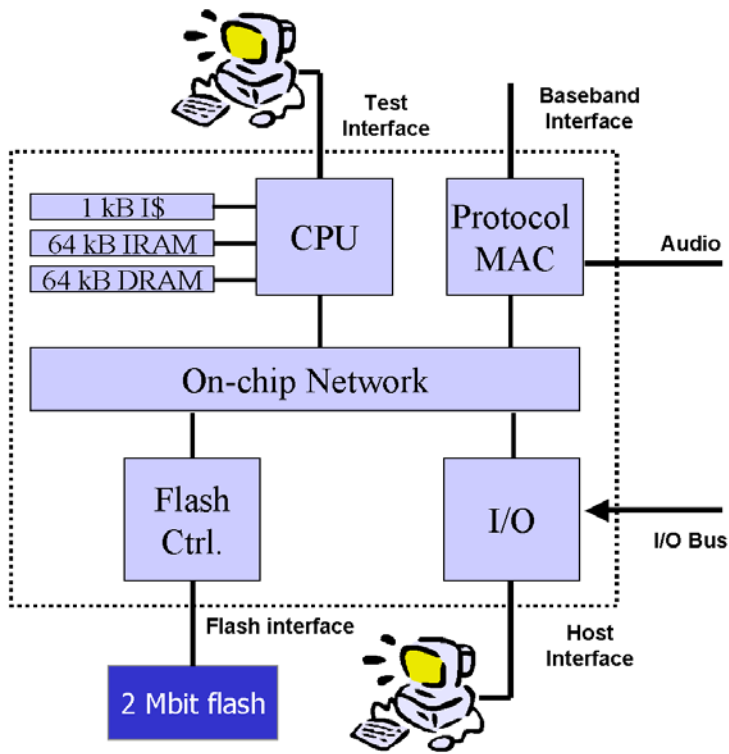 Test
Interface
Baseband
Interface
1 kB I$
64 kB IRAM
64 kB DRAM
CPU
Protocol
MAC
Audio
On-chip Network
Flash
Ctrl.
I/O
I/O Bus
Flash interface
Host
Interface
2 Mbit flash